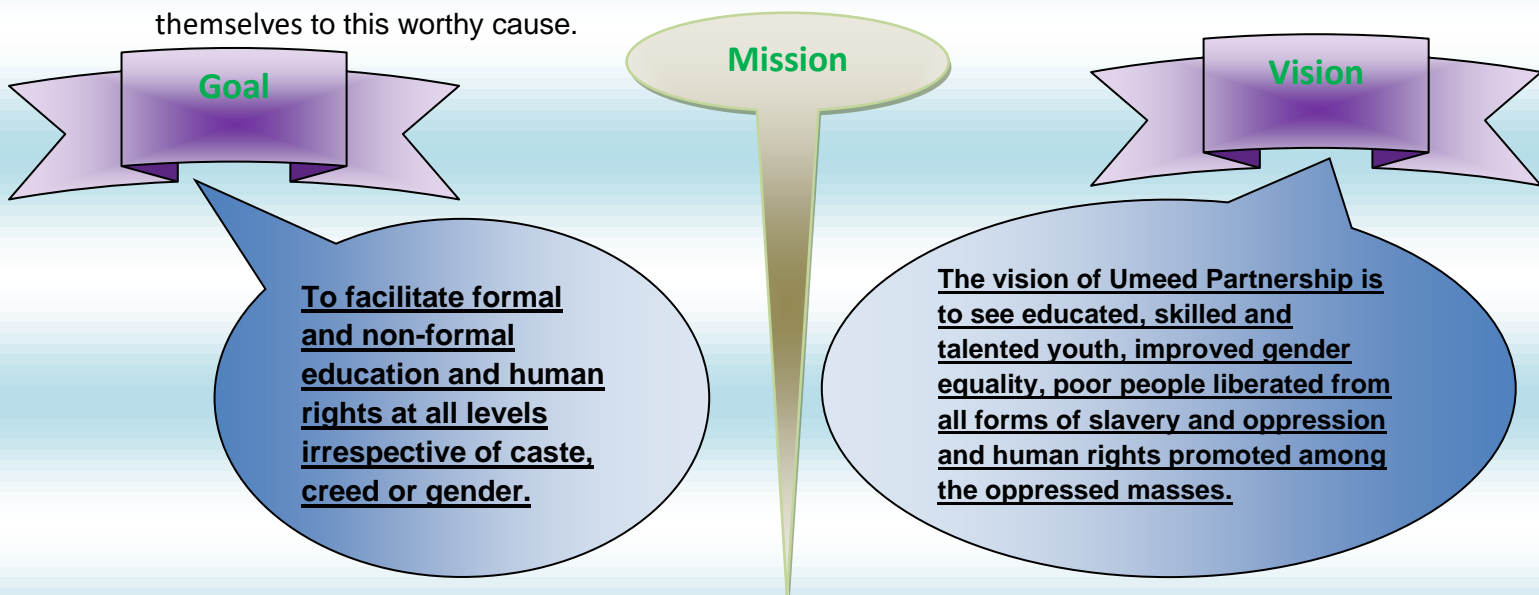 themselves to this worthy cause.
Goal
Mission
Vision
To facilitate formal
and non-formal
education and human
rights at all levels
irrespective of caste,
creed or gender.
The vision of Umeed Partnership is
to see educated, skilled and
talented youth, improved gender
equality, poor people liberated from
all forms of slavery and oppression
and human rights promoted among
the oppressed masses.